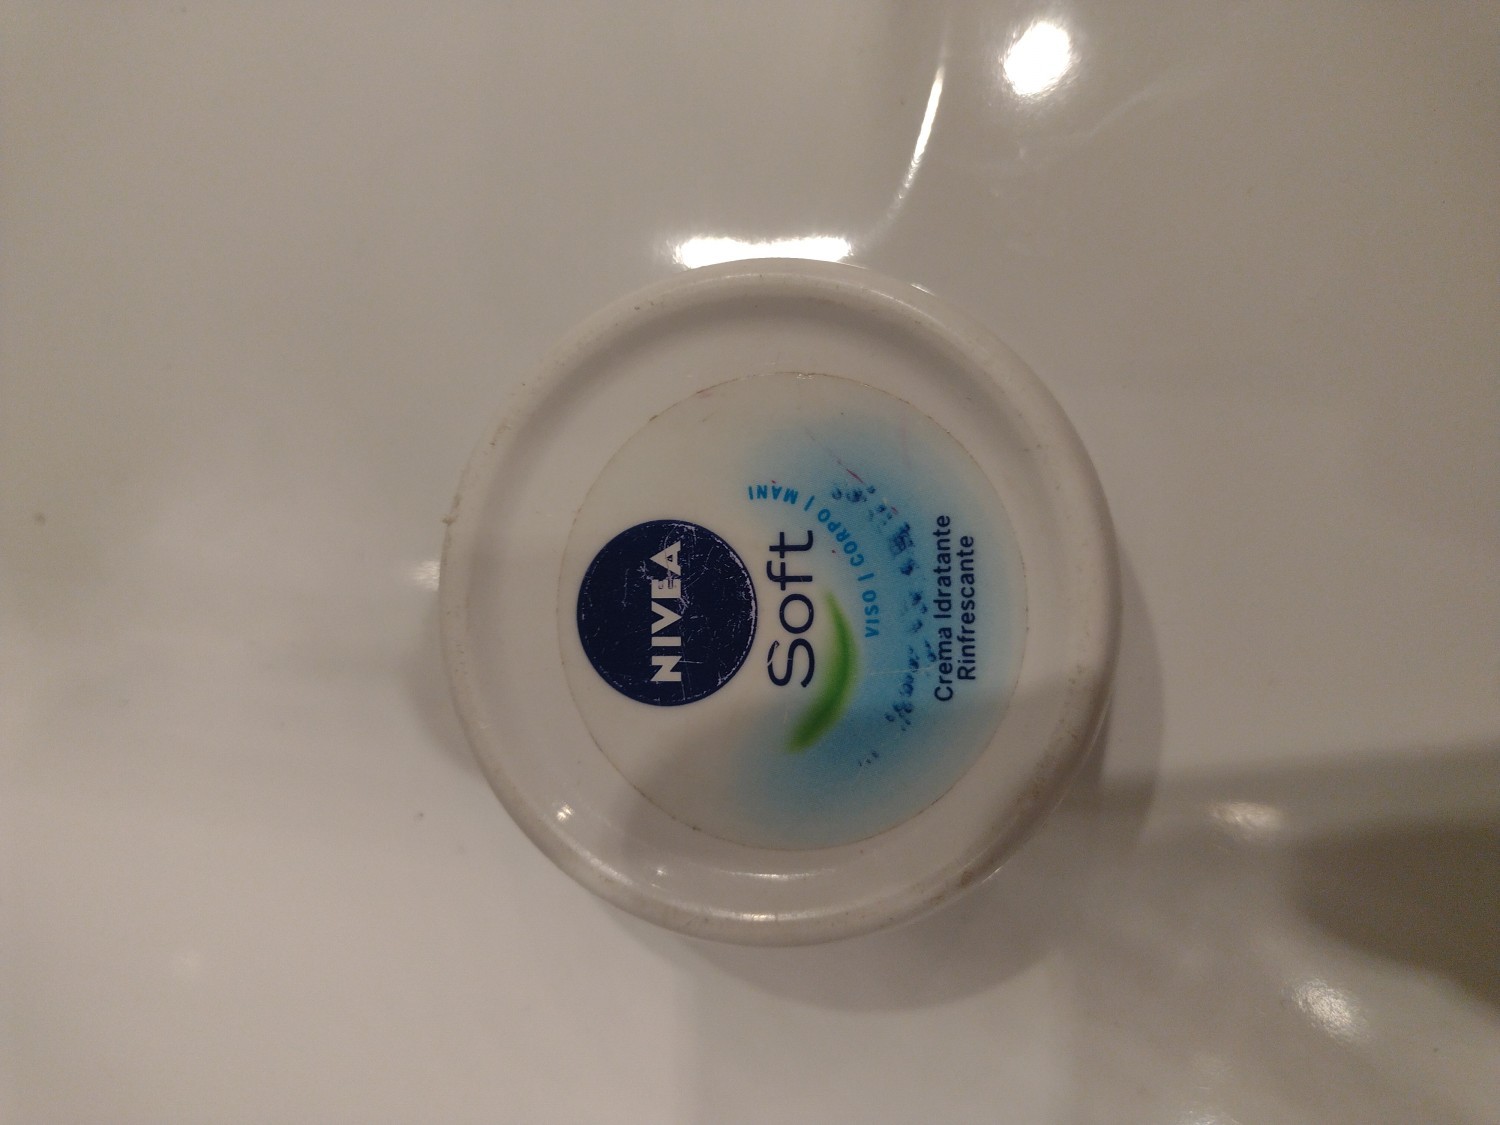 NIVEA
Soft
VISO | CORPO | MANI
Crema Idratante
Rinfrescante